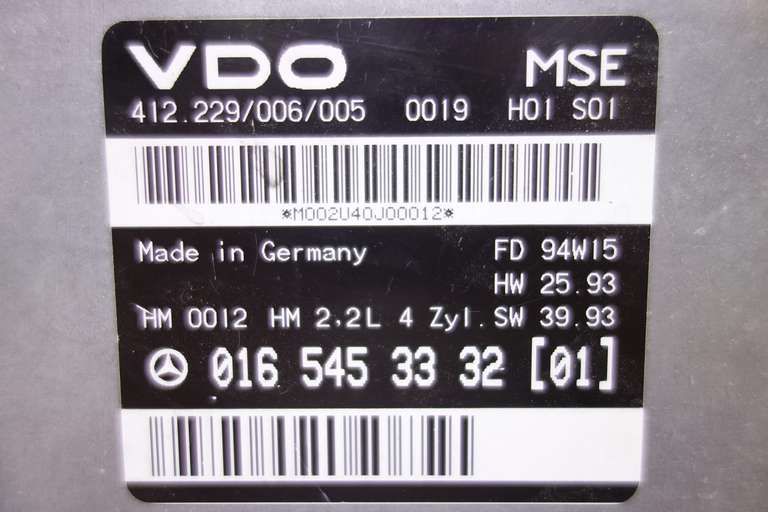 VDO MSE
412.229/006/005 0019 H01 S01
*M002U40J00012*
Made in Germany FD 94W15
HW 25.93
HM 0012 HM 2,2L 4 Zyl. SW 39.93
016 545 33 32 [01]